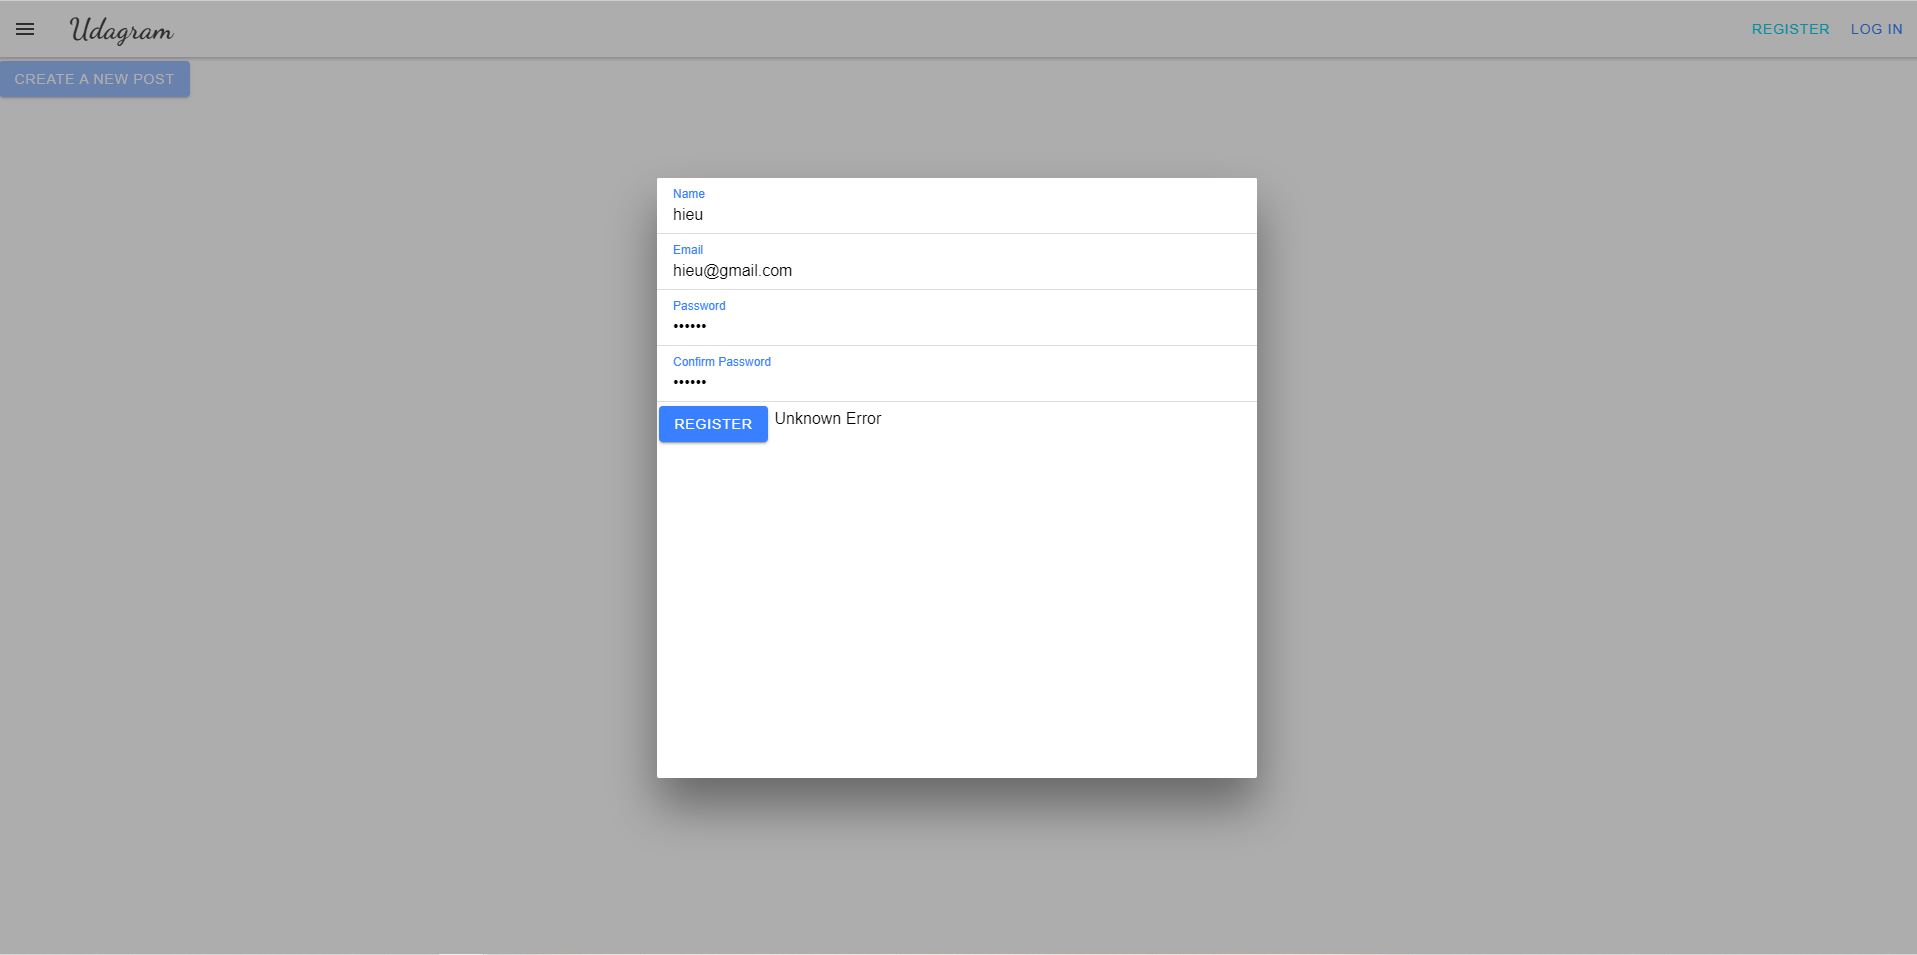 Udagram
REGISTER LOG IN
CREATE A NEW POST
Name
hieu
Email
hieu@gmail.com
Password
••••••
Confirm Password
••••••
REGISTER Unknown Error